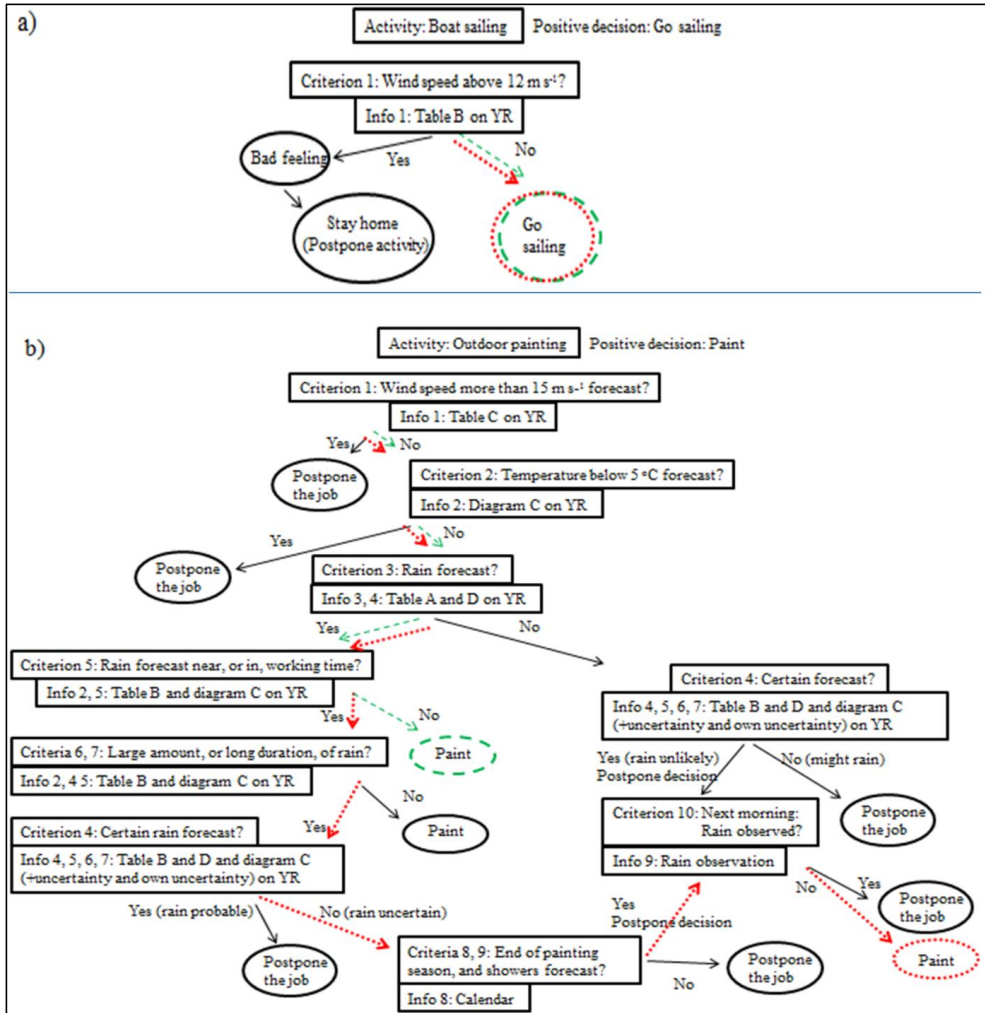 a)
Activity: Boat sailing
Positive decision: Go sailing
Criterion 1: Wind speed above 12 m s-¹?
Info 1: Table B on YR
Bad feeling
Yes
No
Stay home
(Postpone activity)
Go
sailing
b)
Activity: Outdoor painting
Positive decision: Paint
Criterion 1: Wind speed more than 15 m s-¹ forecast?
Info 1: Table C on YR
Yes
No
Postpone
the job
Criterion 2: Temperature below 5 ºC forecast?
Info 2: Diagram C on YR
Yes
No
Postpone
the job
Criterion 3: Rain forecast?
Info 3, 4: Table A and D on YR
Yes
No
Criterion 5: Rain forecast near, or in, working time?
Info 2, 5: Table B and diagram C on YR
Yes
No
Paint
Criteria 6, 7: Large amount, or long duration, of rain?
Info 2, 4 5: Table B and diagram C on YR
Yes
No
Paint
Criterion 4: Certain rain forecast?
Info 4, 5, 6, 7: Table B and D and diagram C
(+uncertainty and own uncertainty) on YR
Yes (rain probable)
No (rain uncertain)
Postpone
the job
Criteria 8, 9: End of painting
season, and showers forecast?
Info 8: Calendar
Yes
Postpone decision
No
Postpone
the job
Criterion 4: Certain forecast?
Info 4, 5, 6, 7: Table B and D and diagram C
(+uncertainty and own uncertainty) on YR
Yes (rain unlikely)
Postpone decision
No (might rain)
Postpone
the job
Criterion 10: Next morning:
Rain observed?
Info 9: Rain observation
No
Yes
Postpone
the job
Paint